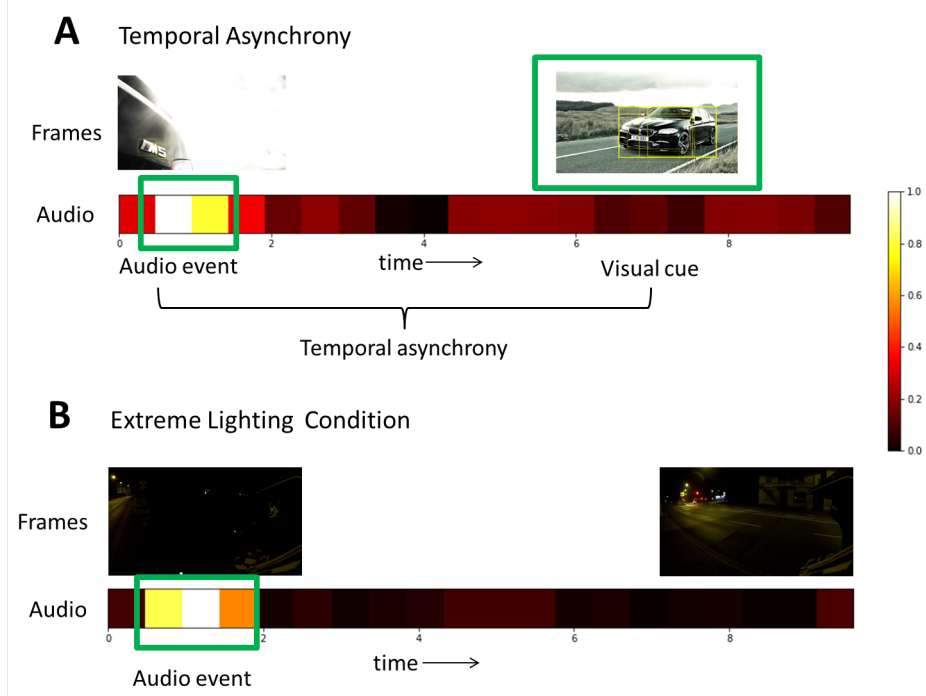 A Temporal Asynchrony
Frames
M5
Audio
0 2 4 6 8
Audio event
time
Visual cue
Temporal asynchrony
1.0
0.8
0.6
0.4
0.2
0.0
B Extreme Lighting Condition
Frames
Audio
0 2 4 6 8
time
Audio event